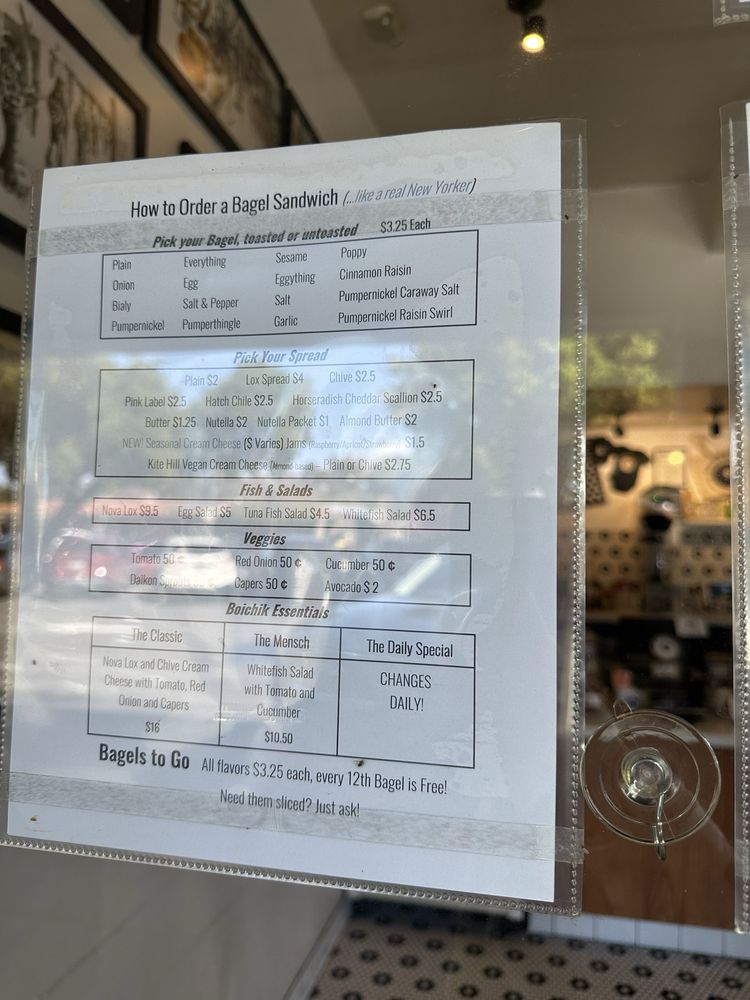 How to Order a Bagel Sandwich (...like a real New Yorker)
Pick your Bagel, toasted or untoasted $3.25 Each
Plain Everything Sesame Poppy
Onion Egg Eggything Cinnamon Raisin
Bialy Salt & Pepper Salt Pumpernickel Caraway Salt
Pumpernickel Pumperthingle Garlic Pumpernickel Raisin Swirl
Pick Your Spread
Plain $2 Lox Spread $4 Chive $2.5
Pink Label $2.5 Hatch Chile $2.5 Horseradish Cheddar Scallion $2.5
Butter $1.25 Nutella $2 Nutella Packet $1 Almond Butter $2
NEW! Seasonal Cream Cheese ($ Varies) Jams (Raspberry/Apricot/Strawberry) $1.5
Kite Hill Vegan Cream Cheese (Almond-based) – Plain or Chive $2.75
Fish & Salads
Nova Lox $9.5 Egg Salad $5 Tuna Fish Salad $4.5 Whitefish Salad $6.5
Veggies
Tomato 50 ¢ Red Onion 50 ¢ Cucumber 50 ¢
Daikon Sprouts 50 ¢ Capers 50 ¢ Avocado $ 2
Boichik Essentials
The Classic The Mensch The Daily Special
Nova Lox and Chive Cream
Cheese with Tomato, Red
Onion and Capers
$16
Whitefish Salad
with Tomato and
Cucumber
$10.50
CHANGES
DAILY!
Bagels to Go All flavors $3.25 each, every 12th Bagel is Free!
Need them sliced? Just ask!